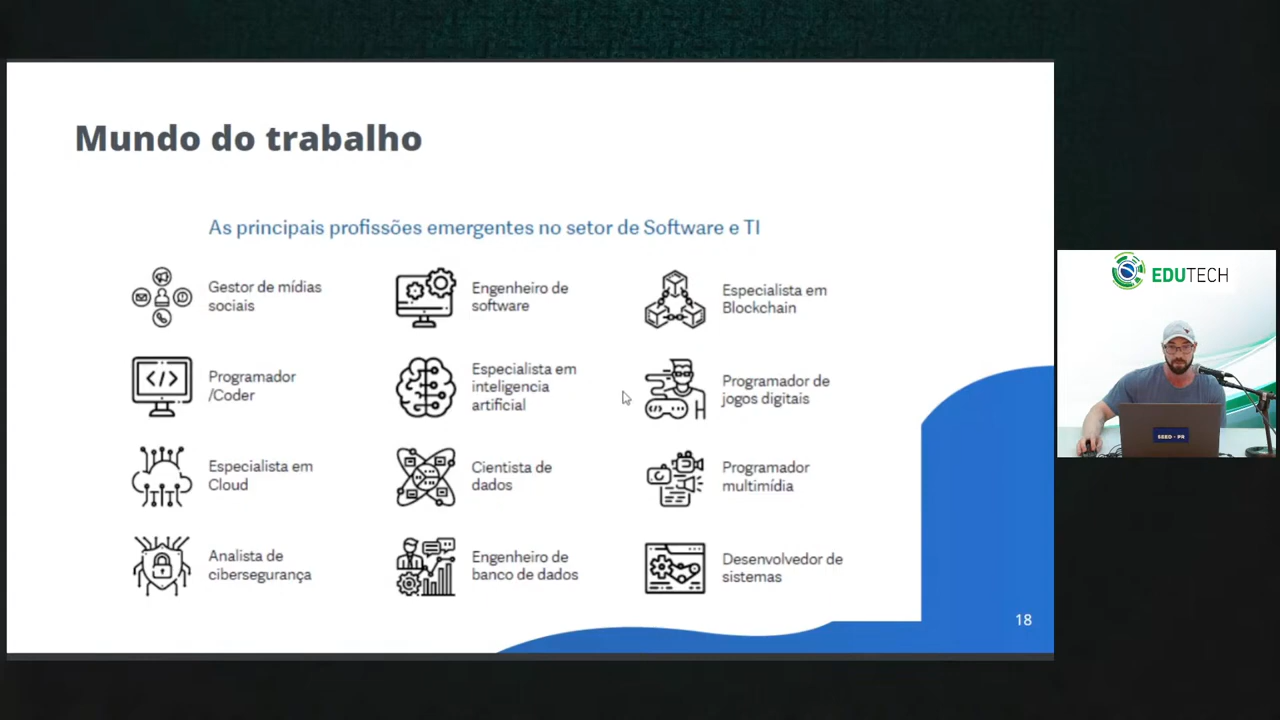 Mundo do trabalho
As principais profissões emergentes no setor de Software e TI
Gestor de mídias
sociais
Engenheiro de
software
Especialista em
Blockchain
Programador
/Coder
Especialista em
inteligencia
artificial
Programador de
jogos digitais
Especialista em
Cloud
Cientista de
dados
Programador
multimídia
Analista de
cibersegurança
Engenheiro de
banco de dados
Desenvolvedor de
sistemas
18
EDUTECH
SEED - PR